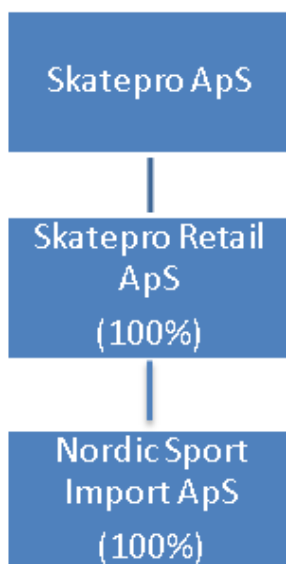 Skatepro ApS
Skatepro Retail
ApS
(100%)
Nordic Sport
Import ApS
(100%)